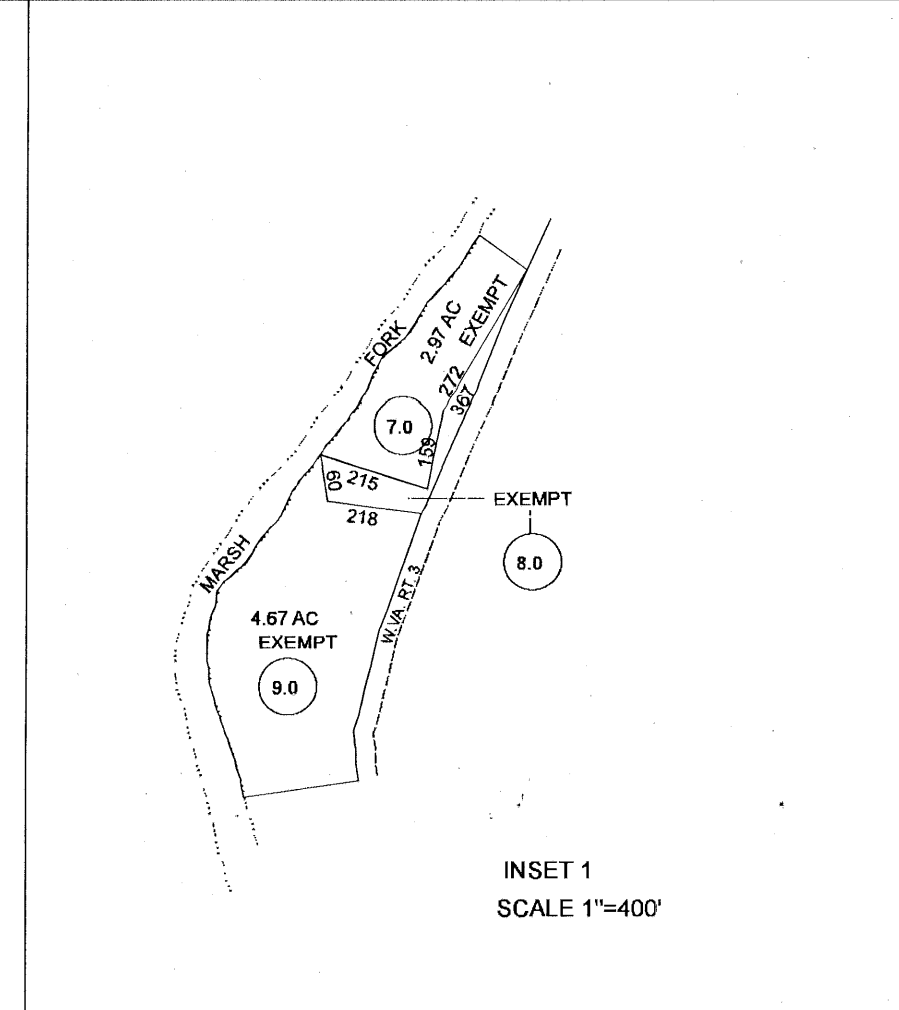 FORK
2.97 AC
EXEMPT
272
367
7.0
159
60
215
218
EXEMPT
8.0
MARSH
W.VA. RT. 3
4.67 AC
EXEMPT
9.0
INSET 1
SCALE 1"=400'